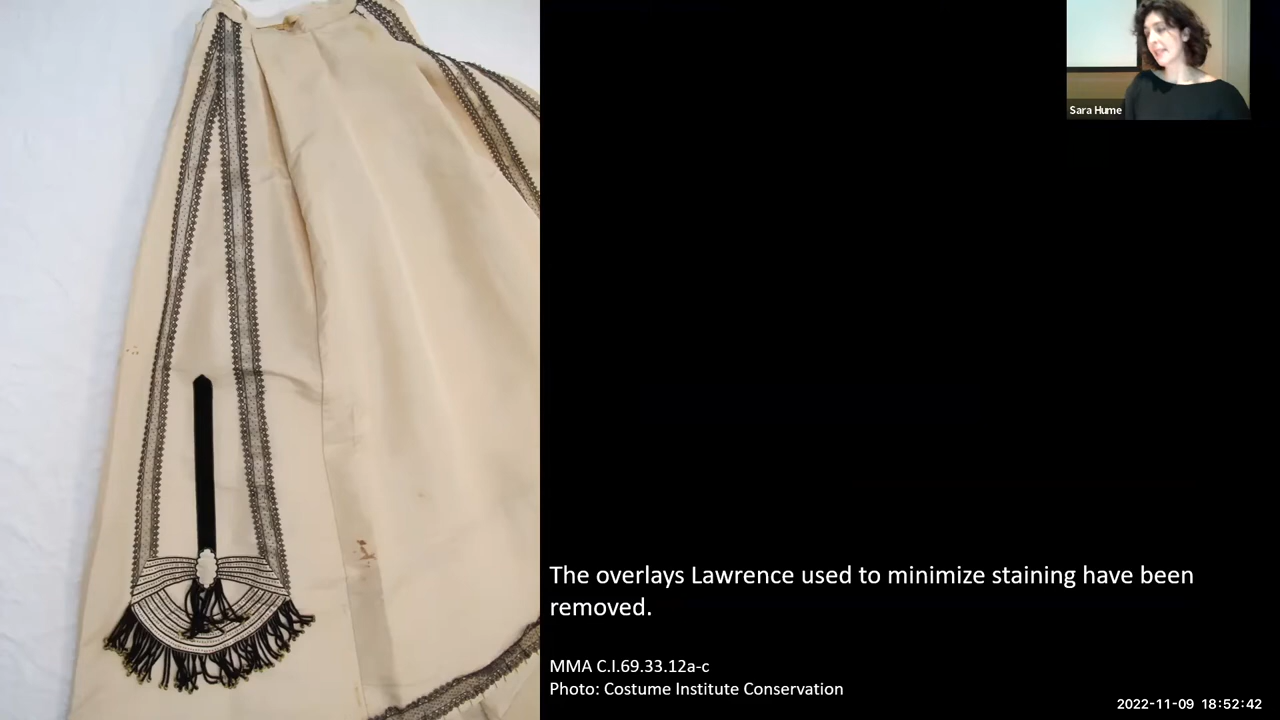 Sara Hume
The overlays Lawrence used to minimize staining have been
removed.
MMA C.I.69.33.12a-c
Photo: Costume Institute Conservation
2022-11-09 18:52:42